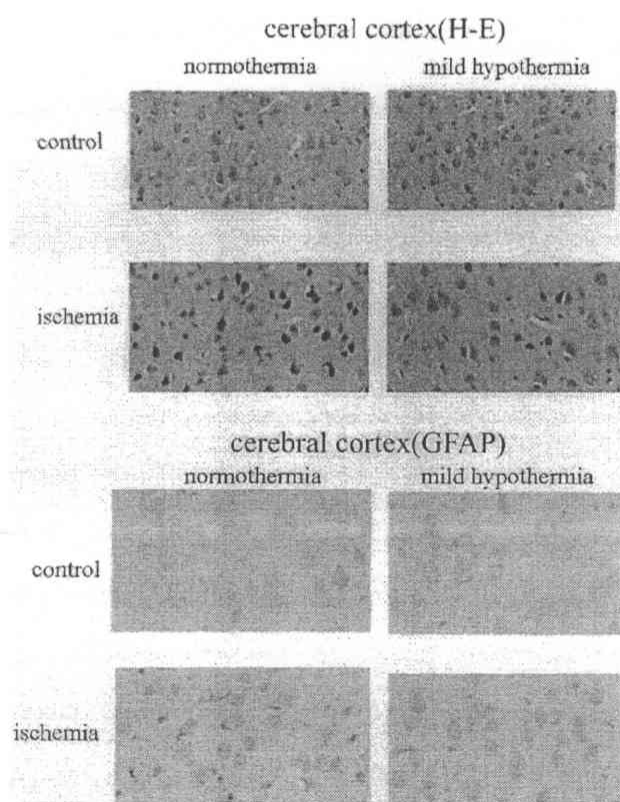 cerebral cortex(H-E)
normothermia mild hypothermia
control
ischemia
cerebral cortex(GFAP)
normothermia mild hypothermia
control
ischemia